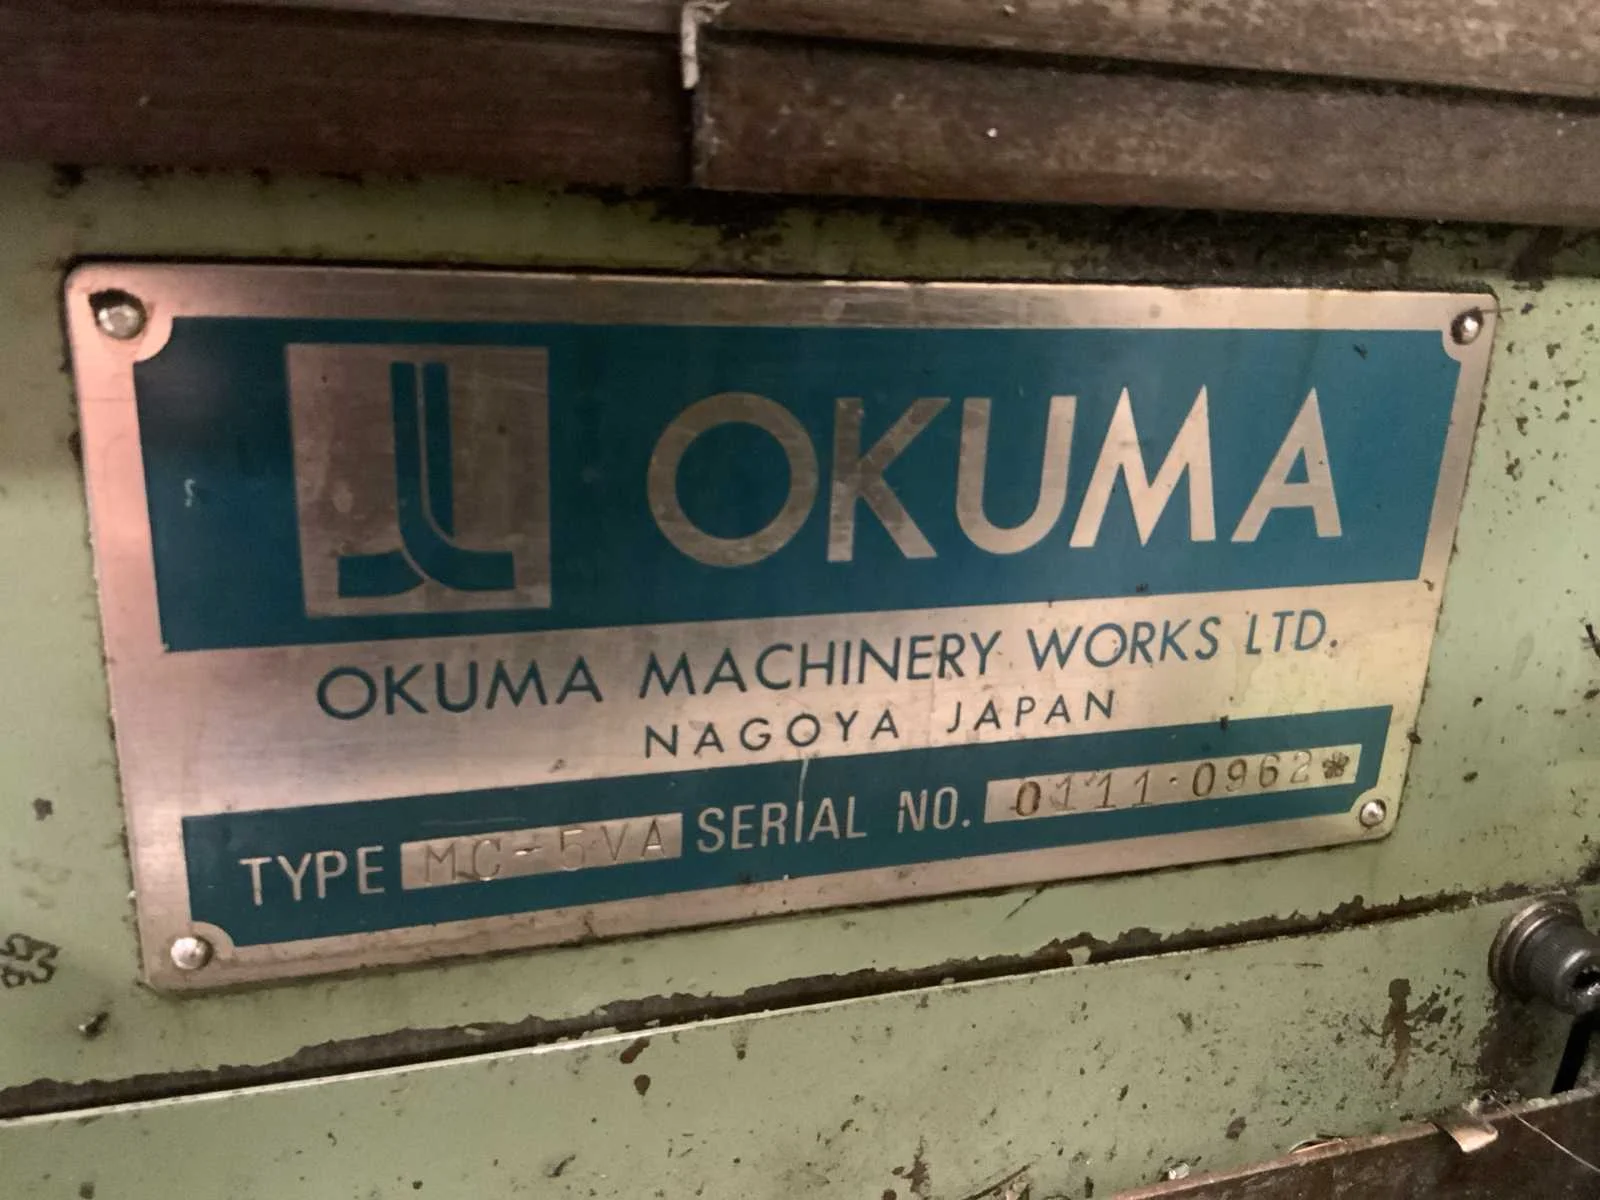 OKUMA
OKUMA MACHINERY WORKS LTD.
NAGOYA JAPAN
TYPE MC-5VA SERIAL NO. 0111·0962*